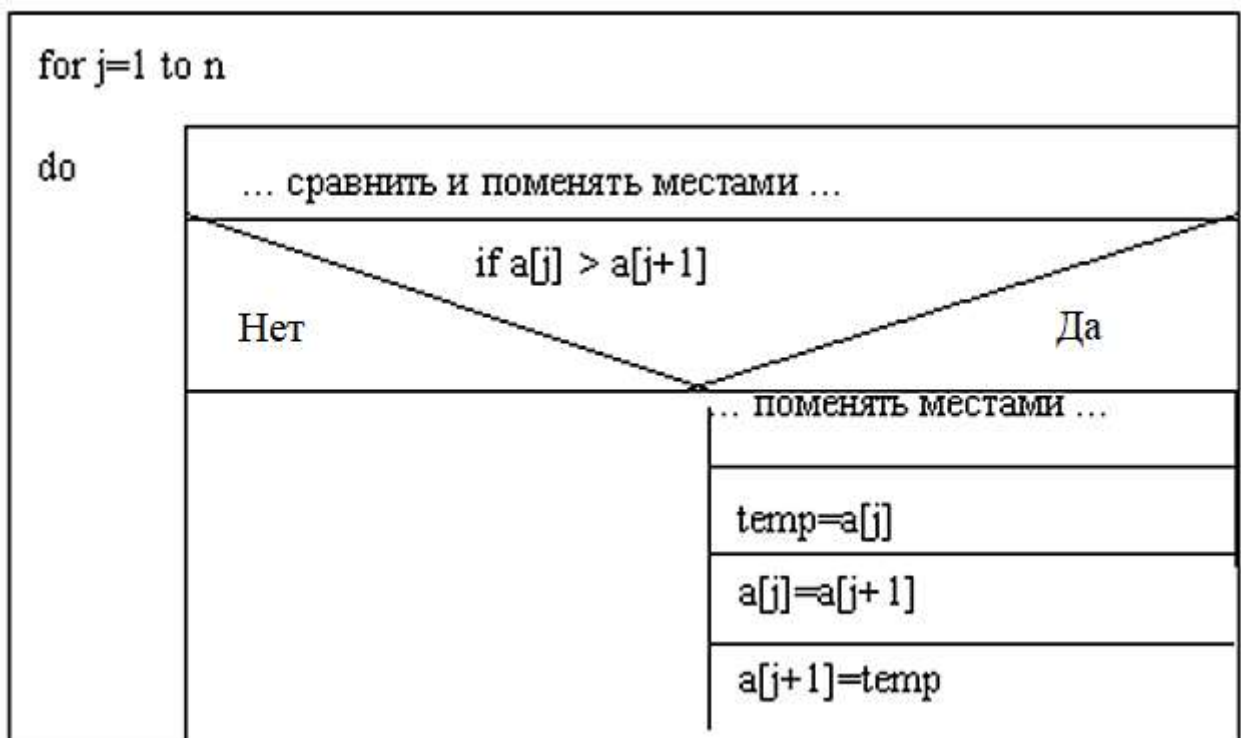 for j=1 to n
do
... сравнить и поменять местами ...
if a[j] > a[j+1]
Нет
Да
... поменять местами ...
temp=a[j]
a[j]=a[j+1]
a[j+1]=temp